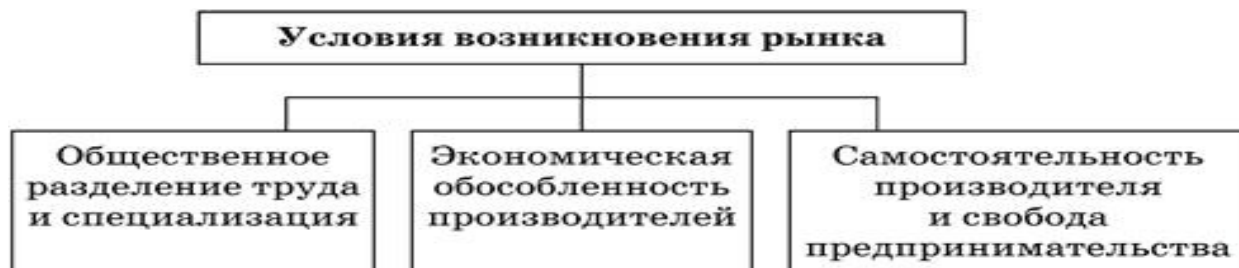 Условия возникновения рынка
Общественное
разделение труда
и специализация
Экономическая
обособленность
производителей
Самостоятельность
производителя
и свобода
предпринимательства